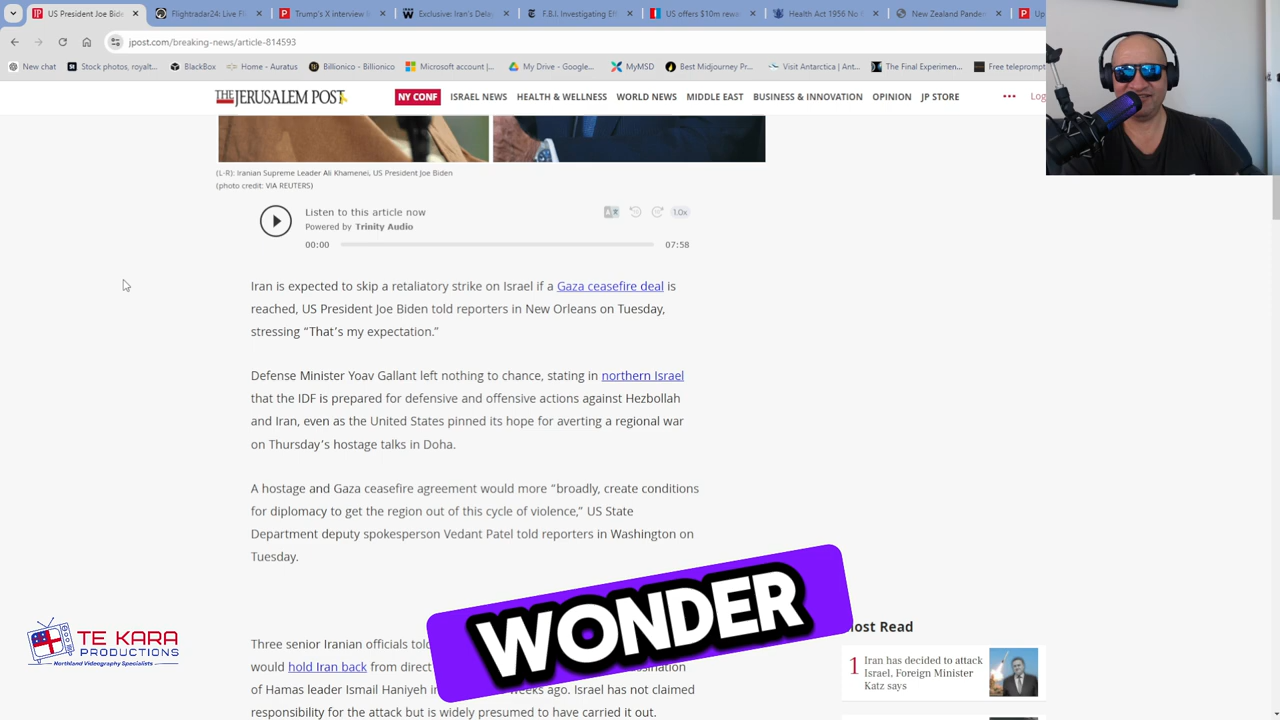 US President Joe Bide
Flightradar24: Live Fl
Trump's X interview
Exclusive: Iran's Dela
F.B.I. Investigating Ef
US offers $10m rewa
Health Act 1956 No
New Zealand Pandem
Up
jpost.com/breaking-news/article-814593
New chat
Stock photos, royalt...
BlackBox
Home - Auratus
Billionico - Billionico
Microsoft account |...
My Drive - Google...
MyMSD
Best Midjourney Pr...
Visit Antarctica | Ant...
The Final Experimen...
Free teleprompt
THE JERUSALEM POST
NY CONF
ISRAEL NEWS
HEALTH & WELLNESS
WORLD NEWS
MIDDLE EAST
BUSINESS & INNOVATION
OPINION
JP STORE
Log
(L-R): Iranian Supreme Leader Ali Khamenei, US President Joe Biden
(photo credit: VIA REUTERS)
Listen to this article now
1.0x
Powered by Trinity Audio
00:00
07:58
Iran is expected to skip a retaliatory strike on Israel if a Gaza ceasefire deal is
reached, US President Joe Biden told reporters in New Orleans on Tuesday,
stressing “That’s my expectation.”
Defense Minister Yoav Gallant left nothing to chance, stating in northern Israel
that the IDF is prepared for defensive and offensive actions against Hezbollah
and Iran, even as the United States pinned its hope for averting a regional war
on Thursday’s hostage talks in Doha.
A hostage and Gaza ceasefire agreement would more “broadly, create conditions
for diplomacy to get the region out of this cycle of violence,” US State
Department deputy spokesperson Vedant Patel told reporters in Washington on
Tuesday.
WONDER
Three senior Iranian officials tol
would hold Iran back from direct
of Hamas leader Ismail Haniyeh in
eeks ago. Israel has not claimed
responsibility for the attack but is widely presumed to have carried it out.
ost Read
1
Iran has decided to attack
Israel, Foreign Minister
Katz says
TE KARA
PRODUCTIONS
Northland Videography Specialists